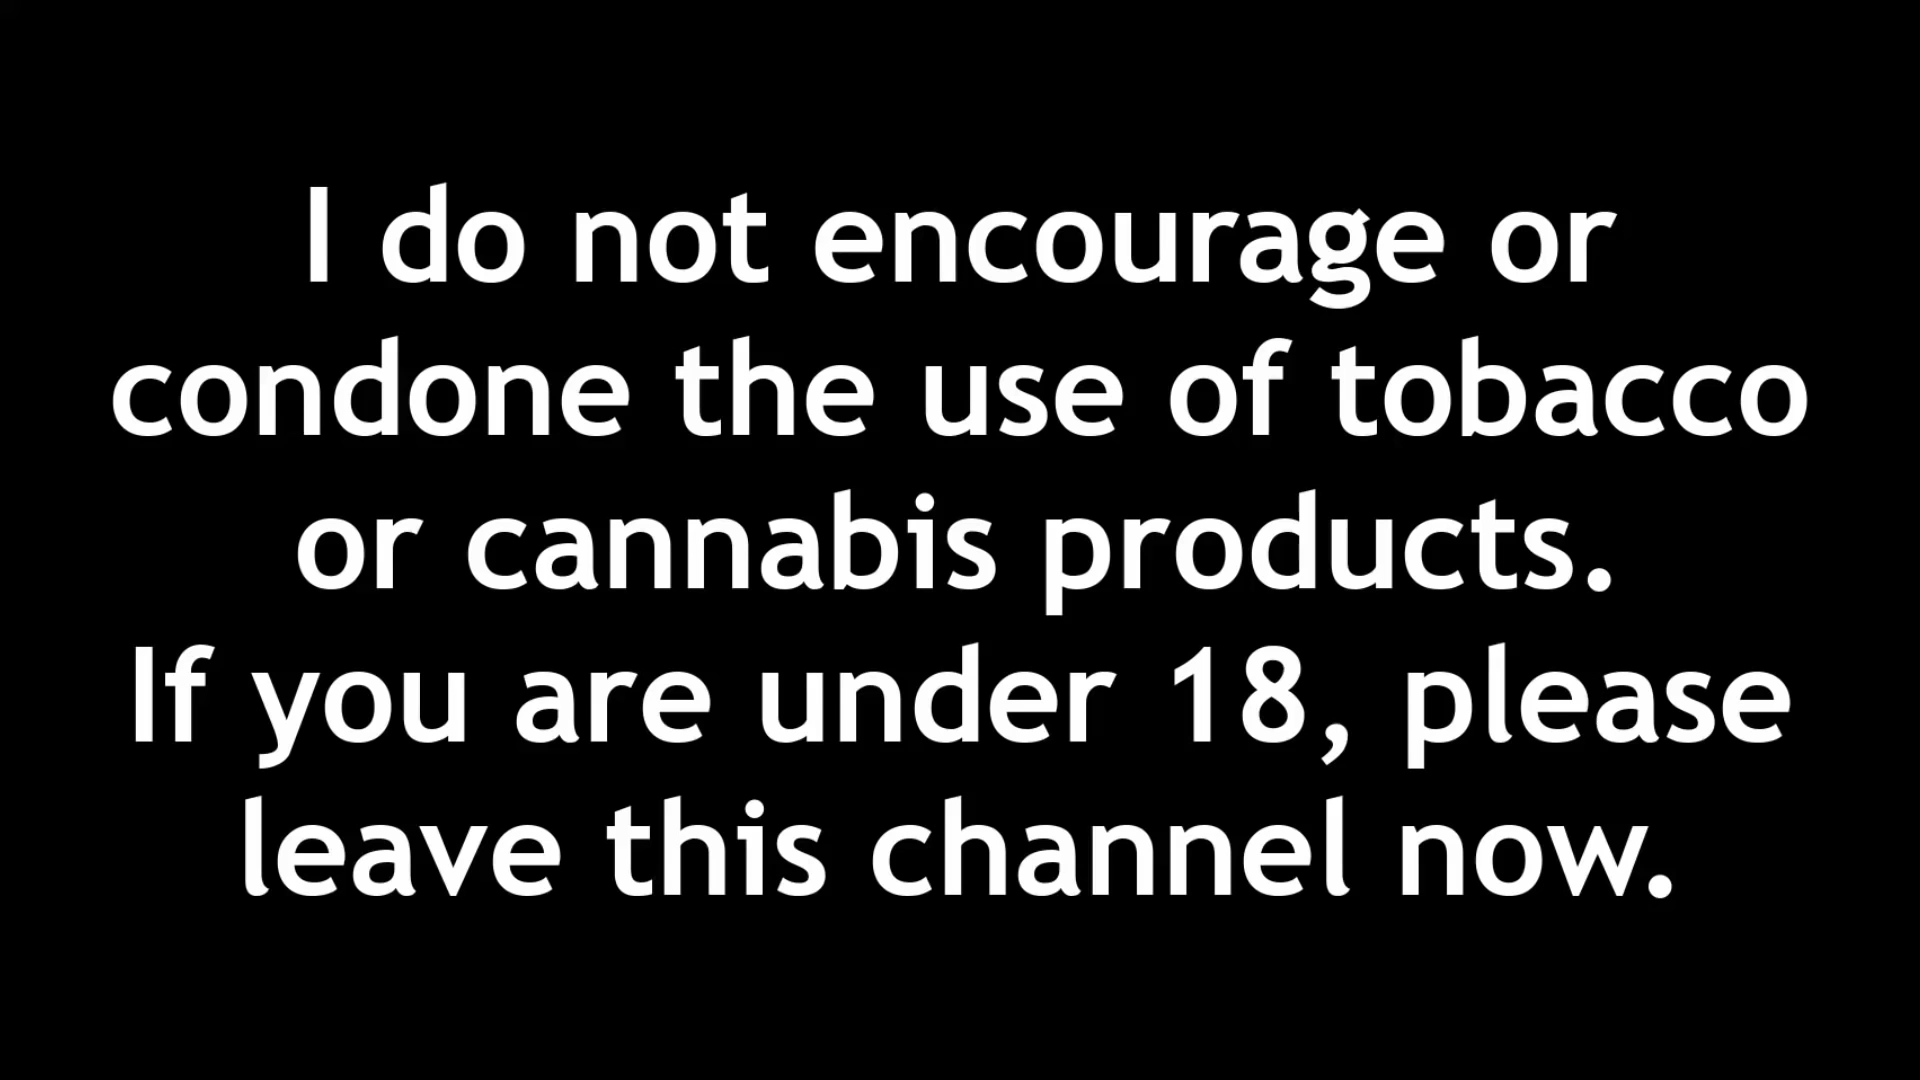 I do not encourage or
condone the use of tobacco
or cannabis products.
If you are under 18, please
leave this channel now.